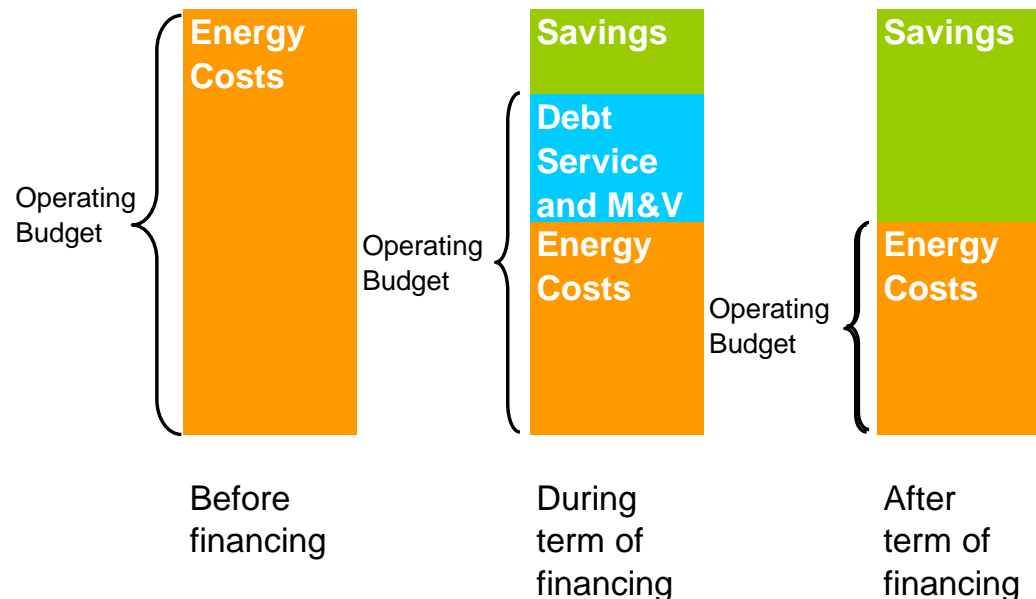 Energy
Costs
Operating
Budget
Before
financing
Savings
Debt
Service
and M&V
Energy
Costs
Operating
Budget
During
term of
financing
Savings
Energy
Costs
Operating
Budget
After
term of
financing